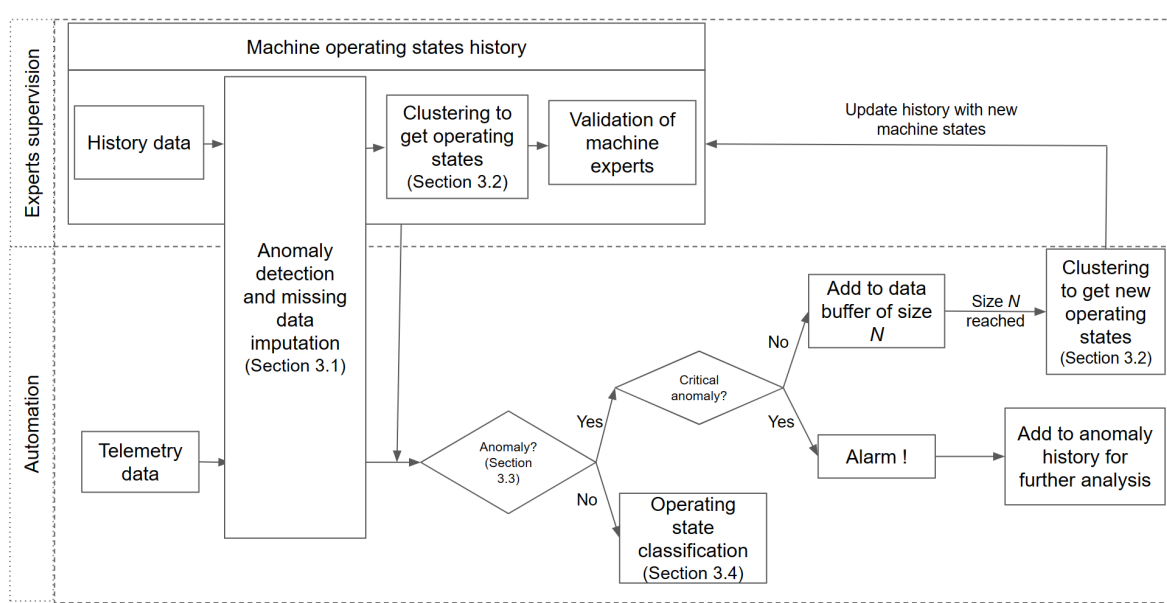 Experts supervision
Machine operating states history
History data
Clustering to
get operating
states
(Section 3.2)
Validation of
machine
experts
Update history with new
machine states
Automation
Anomaly
detection
and missing
data
imputation
(Section 3.1)
Telemetry
data
Anomaly?
(Section
3.3)
Yes
No
Critical
anomaly?
No
Yes
Operating
state
classification
(Section 3.4)
Add to data
buffer of size
N
Size N
reached
Clustering
to get new
operating
states
(Section 3.2)
Alarm !
Add to anomaly
history for
further analysis